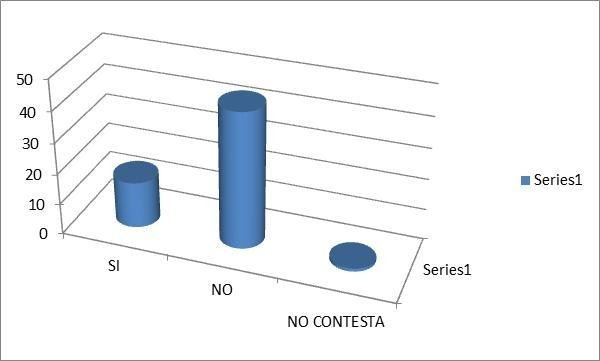 50
40
30
20
10
0
SI
NO
NO CONTESTA
Series1
Series1